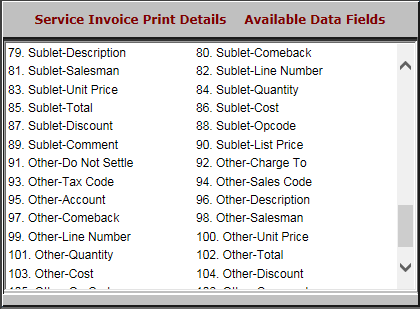 Service Invoice Print Details    Available Data Fields
79. Sublet-Description    80. Sublet-Comeback
81. Sublet-Salesman    82. Sublet-Line Number
83. Sublet-Unit Price    84. Sublet-Quantity
85. Sublet-Total    86. Sublet-Cost
87. Sublet-Discount    88. Sublet-Opcode
89. Sublet-Comment    90. Sublet-List Price
91. Other-Do Not Settle    92. Other-Charge To
93. Other-Tax Code    94. Other-Sales Code
95. Other-Account    96. Other-Description
97. Other-Comeback    98. Other-Salesman
99. Other-Line Number    100. Other-Unit Price
101. Other-Quantity    102. Other-Total
103. Other-Cost    104. Other-Discount